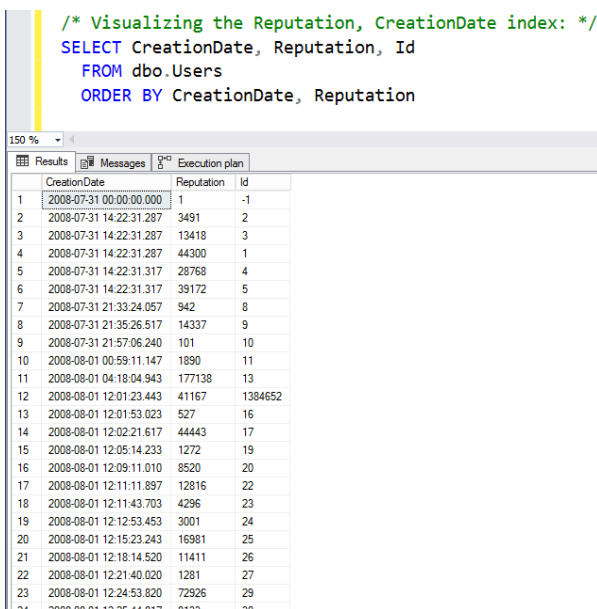 /* Visualizing the Reputation, CreationDate index: */
SELECT CreationDate, Reputation, Id
FROM dbo.Users
ORDER BY CreationDate, Reputation
150 %
Results Messages Execution plan
CreationDate Reputation Id
1 2008-07-31 00:00:00.000 1 -1
2 2008-07-31 14:22:31.287 3491 2
3 2008-07-31 14:22:31.287 13418 3
4 2008-07-31 14:22:31.287 44300 1
5 2008-07-31 14:22:31.317 28768 4
6 2008-07-31 14:22:31.317 39172 5
7 2008-07-31 21:33:24.057 942 8
8 2008-07-31 21:35:26.517 14337 9
9 2008-07-31 21:57:06.240 101 10
10 2008-08-01 00:59:11.147 1890 11
11 2008-08-01 04:18:04.943 177138 13
12 2008-08-01 12:01:23.443 41167 1384652
13 2008-08-01 12:01:53.023 527 16
14 2008-08-01 12:02:21.617 44443 17
15 2008-08-01 12:05:14.233 1272 19
16 2008-08-01 12:09:11.010 8520 20
17 2008-08-01 12:11:11.897 12816 22
18 2008-08-01 12:11:43.703 4296 23
19 2008-08-01 12:12:53.453 3001 24
20 2008-08-01 12:15:23.243 16981 25
21 2008-08-01 12:18:14.520 11411 26
22 2008-08-01 12:21:40.020 1281 27
23 2008-08-01 12:24:53.820 72926 29